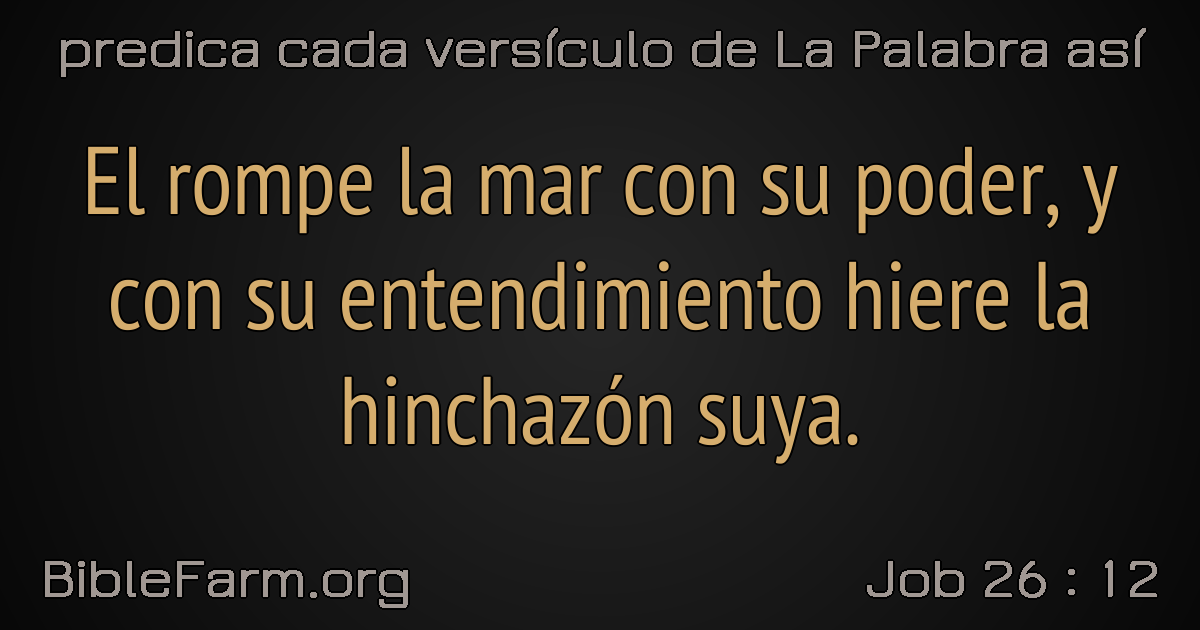 predica cada versículo de La Palabra así
El rompe la mar con su poder, y
con su entendimiento hiere la
hinchazón suya.
BibleFarm.org
Job 26 : 12